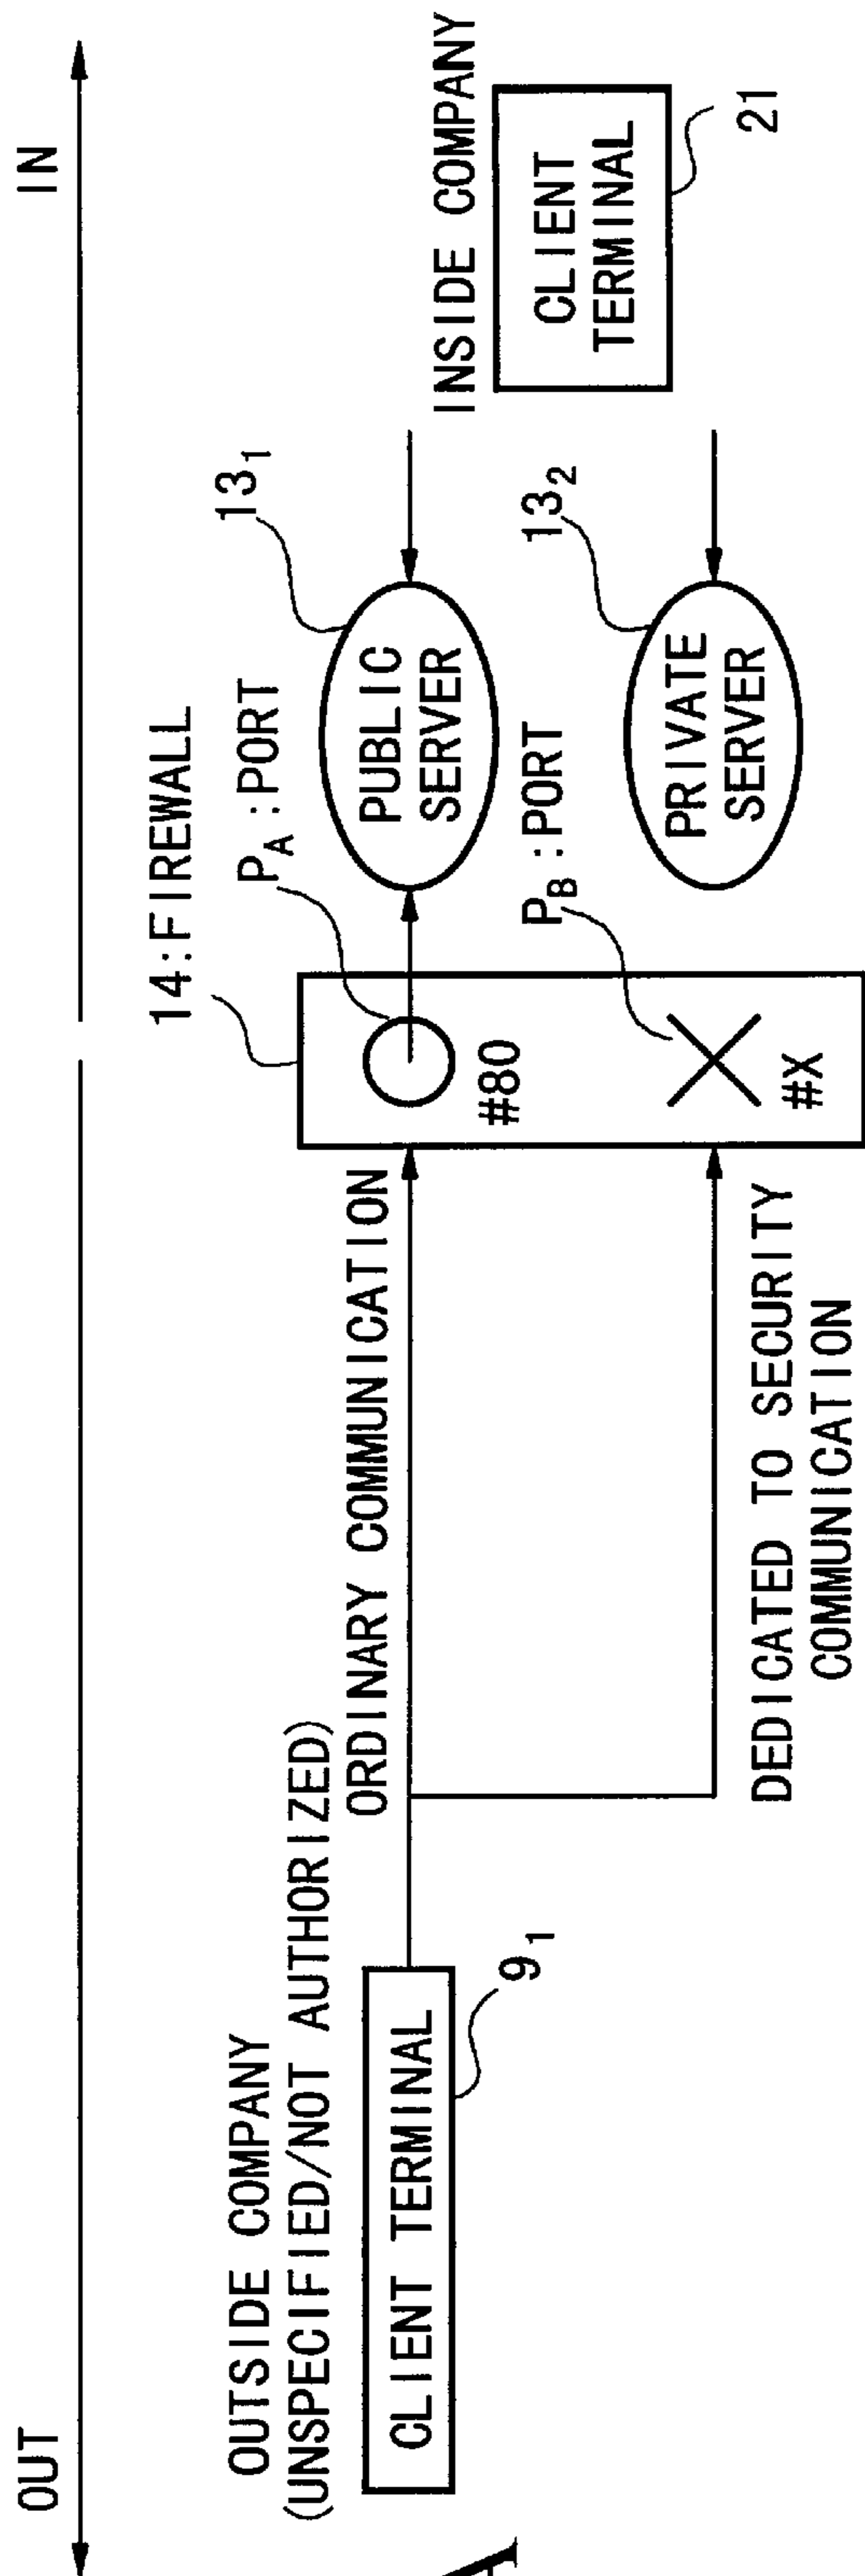 OUT
IN
OUTSIDE COMPANY
(UNSPECIFIED/NOT AUTHORIZED)
CLIENT TERMINAL
9₁
ORDINARY COMMUNICATION
DEDICATED TO SECURITY
COMMUNICATION
14:FIREWALL
P_A :PORT
#80
P_B :PORT
#X
13₁
PUBLIC
SERVER
13₂
PRIVATE
SERVER
INSIDE COMPANY
CLIENT
TERMINAL
21